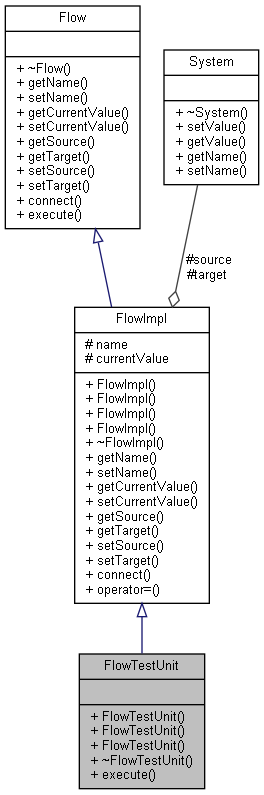 Flow
+ ~Flow()
+ getName()
+ setName()
+ getCurrentValue()
+ setCurrentValue()
+ getSource()
+ getTarget()
+ setSource()
+ setTarget()
+ connect()
+ execute()
System
+ ~System()
+ setValue()
+ getValue()
+ getName()
+ setName()
#source
#target
FlowImpl
# name
# currentValue
+ FlowImpl()
+ FlowImpl()
+ FlowImpl()
+ FlowImpl()
+ ~FlowImpl()
+ getName()
+ setName()
+ getCurrentValue()
+ setCurrentValue()
+ getSource()
+ getTarget()
+ setSource()
+ setTarget()
+ connect()
+ operator=()
FlowTestUnit
+ FlowTestUnit()
+ FlowTestUnit()
+ FlowTestUnit()
+ ~FlowTestUnit()
+ execute()